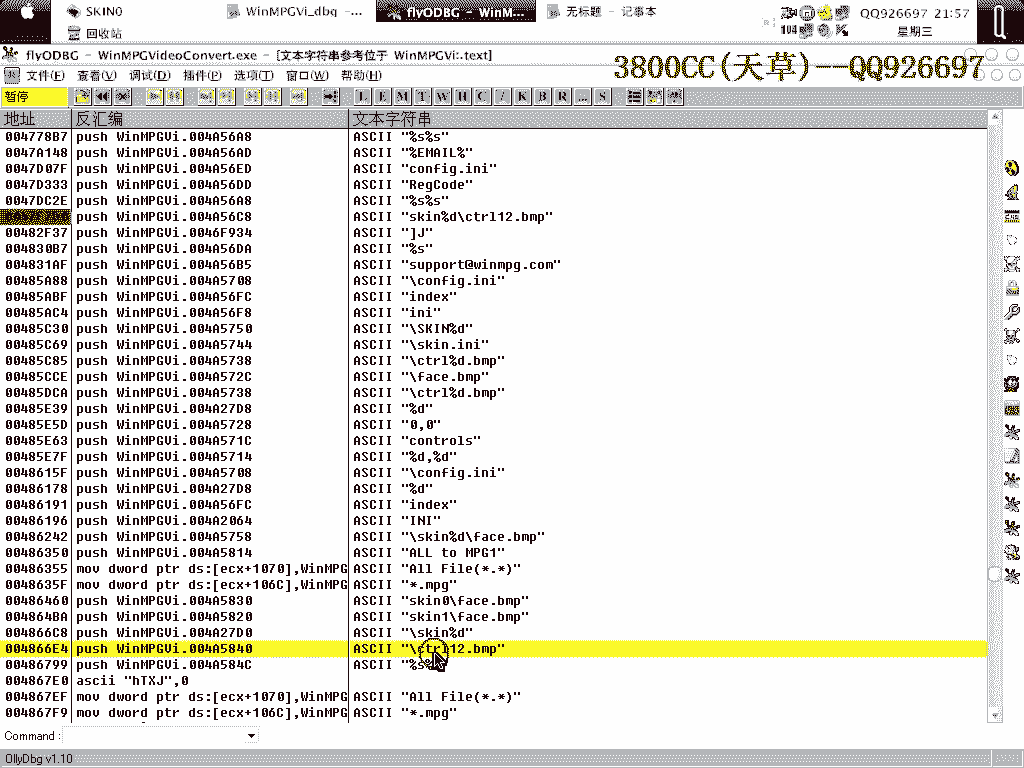 SKIN0
WinMPGVi_dbg -...
flyODBG - WinM...
无标题 - 记事本
QQ926697 21:57
104
回收站
星期三
flyODBG - WinMPGVideoConvert.exe - [文本字符串参考位于 WinMPGVi:.text]
3800CC(天草)--QQ926697
文件(F) 查看(V) 调试(D) 插件(P) 选项(T) 窗口(W) 帮助(H)
暂停
L E M T W H C / K B R ... S
地址 反汇编 文本字符串
004778B7 push WinMPGVi.004A56A8 ASCII "%s%s"
0047A148 push WinMPGVi.004A56AD ASCII "%EMAIL%"
0047D07F push WinMPGVi.004A56ED ASCII "config.ini"
0047D333 push WinMPGVi.004A56DD ASCII "RegCode"
0047DC2E push WinMPGVi.004A56A8 ASCII "%s%s"
push WinMPGVi.004A56C8 ASCII "skin%d\ctrl12.bmp"
00482F37 push WinMPGVi.0046F934 ASCII "]J"
004830B7 push WinMPGVi.004A56DA ASCII "%s"
004831AF push WinMPGVi.004A56B5 ASCII "support@winmpg.com"
00485A88 push WinMPGVi.004A5708 ASCII "\config.ini"
00485ABF push WinMPGVi.004A56FC ASCII "index"
00485AC4 push WinMPGVi.004A56F8 ASCII "ini"
00485C30 push WinMPGVi.004A5750 ASCII "\SKIN%d"
00485C69 push WinMPGVi.004A5744 ASCII "\skin.ini"
00485C85 push WinMPGVi.004A5738 ASCII "\ctrl%d.bmp"
00485CCE push WinMPGVi.004A572C ASCII "\face.bmp"
00485DCA push WinMPGVi.004A5738 ASCII "\ctrl%d.bmp"
00485E39 push WinMPGVi.004A27D8 ASCII "%d"
00485E5D push WinMPGVi.004A5728 ASCII "0,0"
00485E63 push WinMPGVi.004A571C ASCII "controls"
00485E7F push WinMPGVi.004A5714 ASCII "%d,%d"
0048615F push WinMPGVi.004A5708 ASCII "\config.ini"
00486178 push WinMPGVi.004A27D8 ASCII "%d"
00486191 push WinMPGVi.004A56FC ASCII "index"
00486196 push WinMPGVi.004A2064 ASCII "INI"
00486242 push WinMPGVi.004A5758 ASCII "\skin%d\face.bmp"
00486350 push WinMPGVi.004A5814 ASCII "ALL to MPG1"
00486355 mov dword ptr ds:[ecx+1070],WinMPG ASCII "All File(*.*)"
0048635F mov dword ptr ds:[ecx+106C],WinMPG ASCII "*.mpg"
00486460 push WinMPGVi.004A5830 ASCII "skin0\face.bmp"
004864BA push WinMPGVi.004A5820 ASCII "skin1\face.bmp"
004866C8 push WinMPGVi.004A27D0 ASCII "\skin%d"
004866E4 push WinMPGVi.004A5840 ASCII "\ctrl12.bmp"
00486799 push WinMPGVi.004A584C ASCII "%s%s"
004867E0 ascii "hTXJ",0
004867EF mov dword ptr ds:[ecx+1070],WinMPG ASCII "All File(*.*)"
004867F9 mov dword ptr ds:[ecx+106C],WinMPG ASCII "*.mpg"
Command :
OllyDbg v1.10